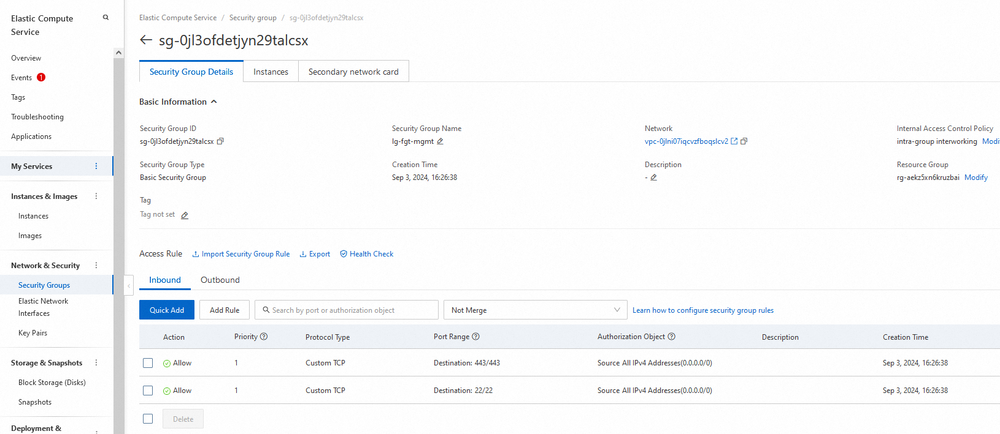 Elastic Compute
Service
Overview
Events 1
Tags
Troubleshooting
Applications
My Services
Instances & Images
Instances
Images
Network & Security
Security Groups
Elastic Network
Interfaces
Key Pairs
Storage & Snapshots
Block Storage (Disks)
Snapshots
Deployment &
Elastic Compute Service / Security group / sg-0jl3ofdetjyn29talcsx
sg-0jl3ofdetjyn29talcsx
Security Group Details Instances Secondary network card
Basic Information
Security Group ID Security Group Name Network Internal Access Control Policy
sg-0jl3ofdetjyn29talcsx lg-fgt-mgmt vpc-0jlni07iqcvzfboqslcv2 intra-group interworking Modi
Security Group Type Creation Time Description Resource Group
Basic Security Group Sep 3, 2024, 16:26:38 - rg-aekz5xn6kruzbai Modify
Tag
Tag not set
Access Rule Import Security Group Rule Export Health Check
Inbound Outbound
Quick Add Add Rule Search by port or authorization object Not Merge Learn how to configure security group rules
Action Priority Protocol Type Port Range Authorization Object Description Creation Time
Allow 1 Custom TCP Destination: 443/443 Source All IPv4 Addresses(0.0.0.0/0) Sep 3, 2024, 16:26:38
Allow 1 Custom TCP Destination: 22/22 Source All IPv4 Addresses(0.0.0.0/0) Sep 3, 2024, 16:26:38
Delete